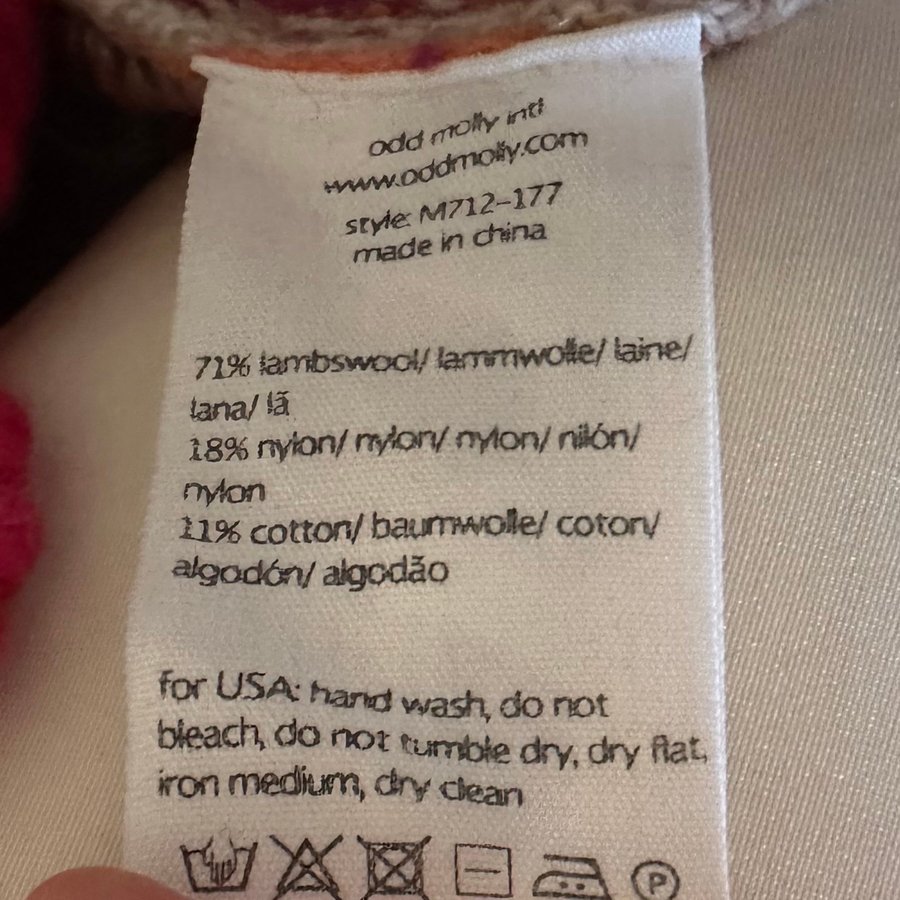 odd molly intl
www.oddmolly.com
style: M712-177
made in china
71% lambswool/ lammwolle/ laine/
lana/ lã
18% nylon/ nylon/ nylon/ nilón/
nylon
11% cotton/ baumwolle/ coton/
algodón/ algodão
for USA: hand wash, do not
bleach, do not tumble dry, dry flat,
iron medium, dry clean
P